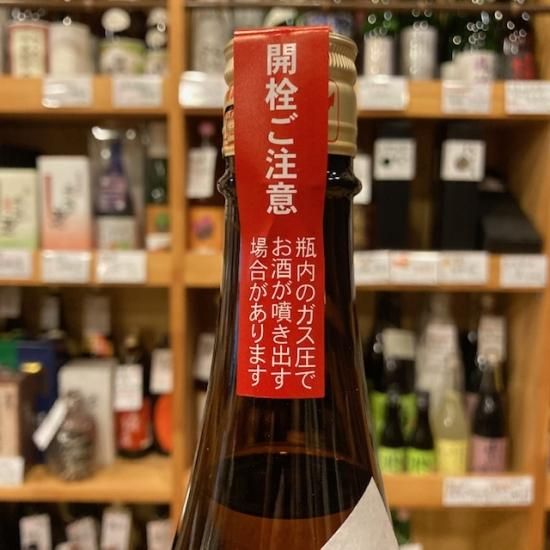 開栓ご注意
瓶内のガス圧で
お酒が噴き出す
場合があります